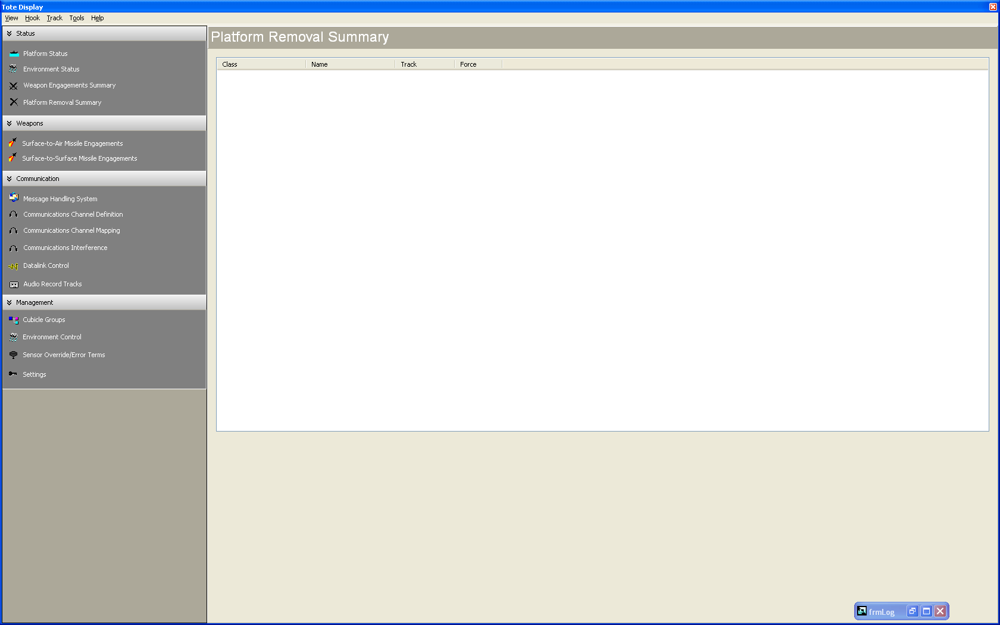 Tote Display
View Hook Track Tools Help
Status
Platform Status
Environment Status
Weapon Engagements Summary
Platform Removal Summary
Weapons
Surface-to-Air Missile Engagements
Surface-to-Surface Missile Engagements
Communication
Message Handling System
Communications Channel Definition
Communications Channel Mapping
Communications Interference
Datalink Control
Audio Record Tracks
Management
Cubicle Groups
Environment Control
Sensor Override/Error Terms
Settings
Platform Removal Summary
Class Name Track Force
frmLog